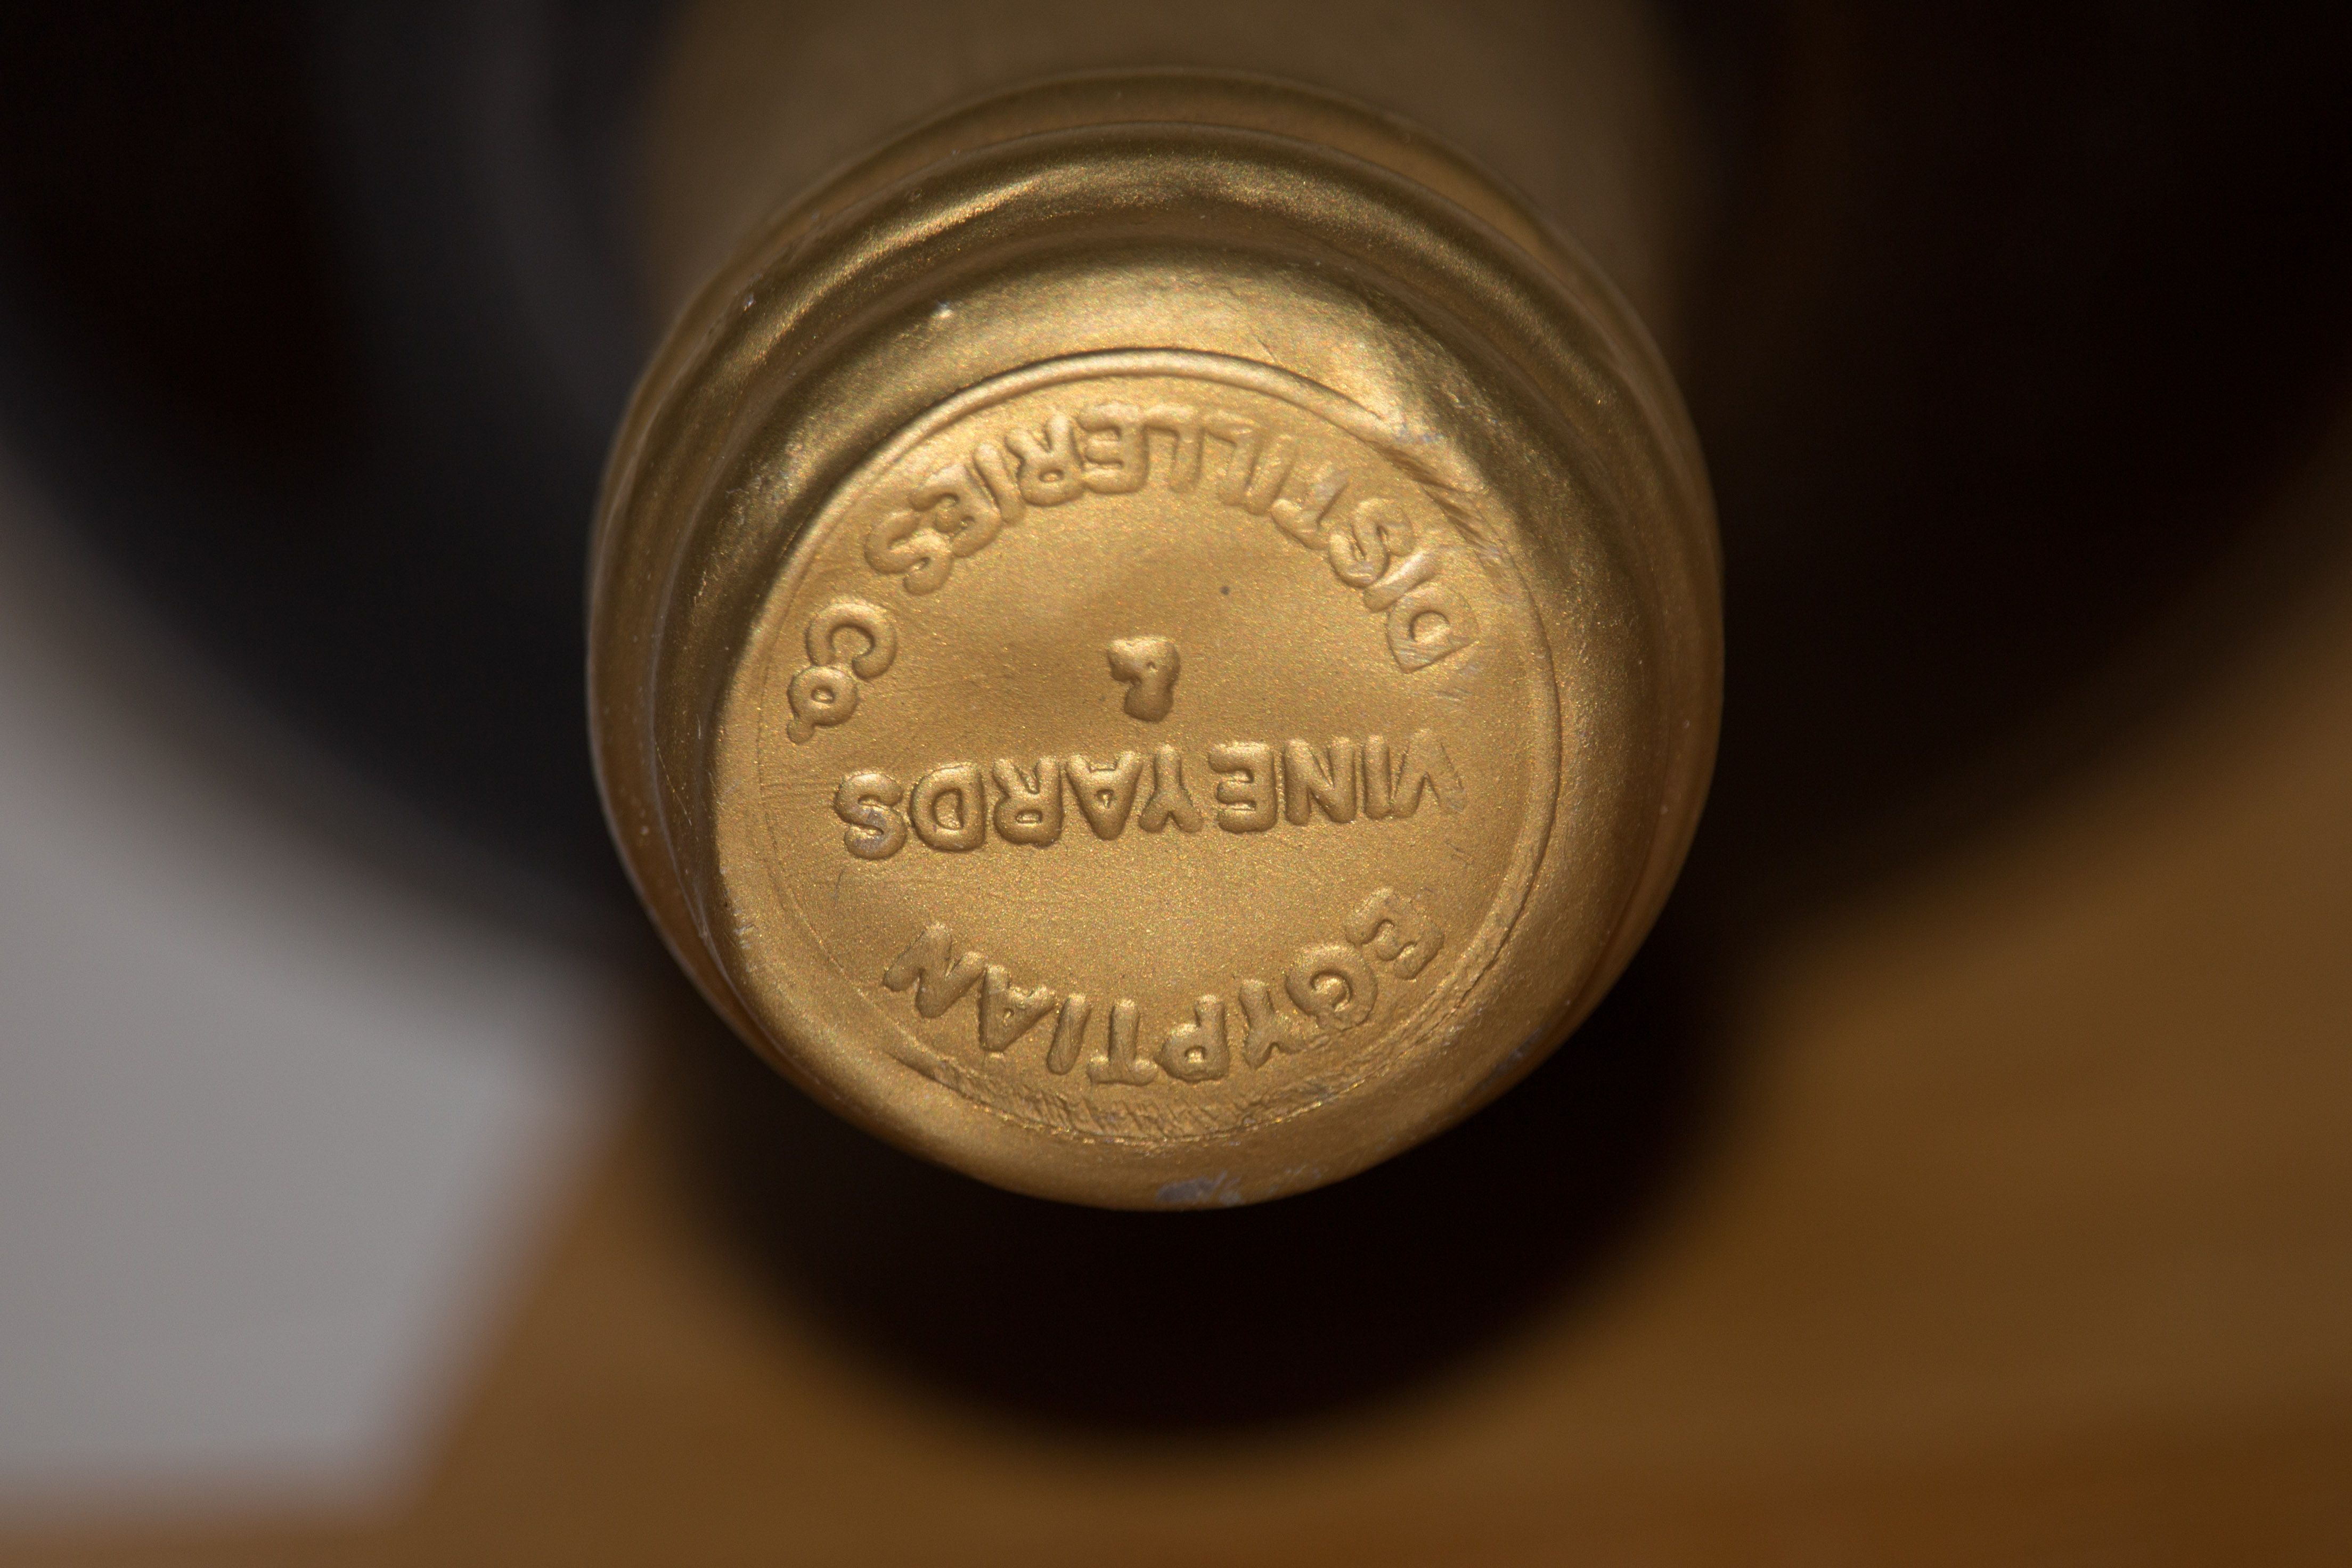 EGYPTIAN
VINEYARDS
&
DISTILLERIES Co.